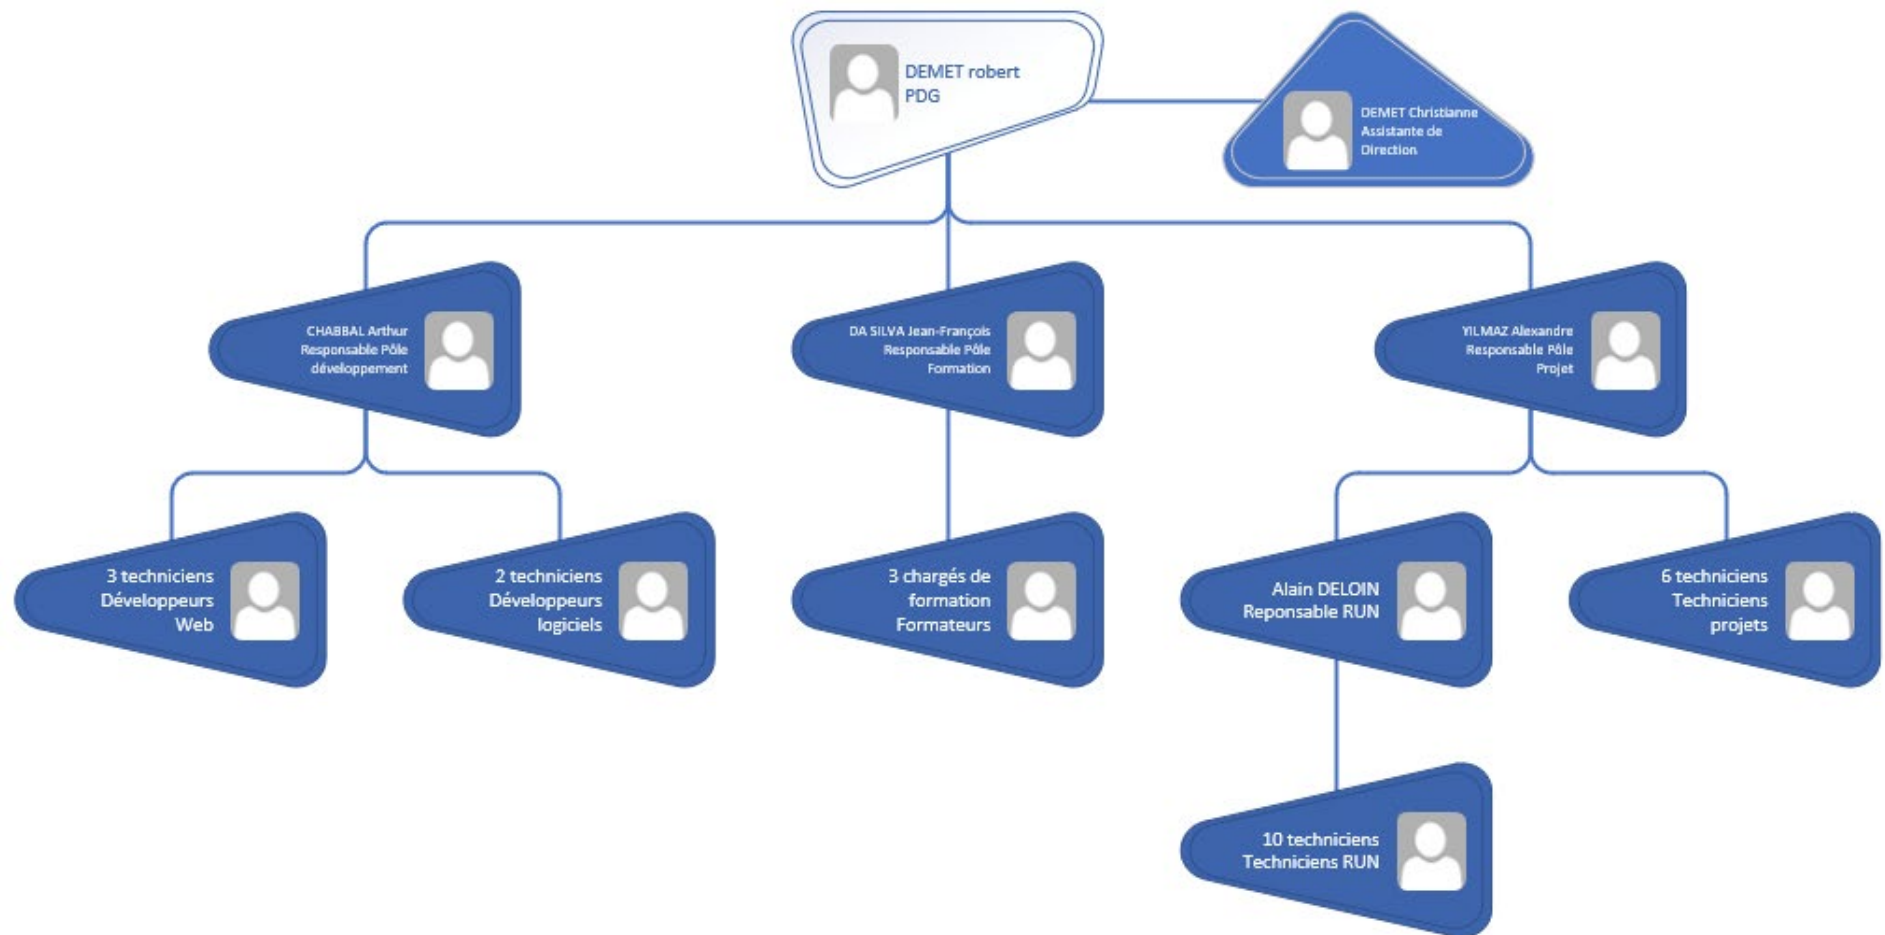 DEMET robert
PDG
DEMET Christianne
Assistante de
Direction
CHABBAL Arthur
Responsable Pôle
développement
DA SILVA Jean-François
Responsable Pôle
Formation
YILMAZ Alexandre
Responsable Pôle
Projet
3 techniciens
Développeurs
Web
2 techniciens
Développeurs
logiciels
3 chargés de
formation
Formateurs
Alain DELOIN
Reponsable RUN
6 techniciens
Techniciens
projets
10 techniciens
Techniciens RUN